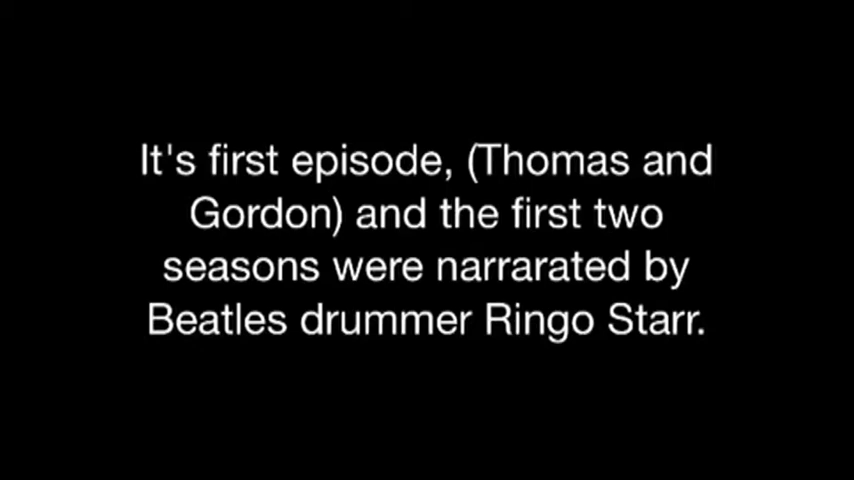 It's first episode, (Thomas and
Gordon) and the first two
seasons were narrarated by
Beatles drummer Ringo Starr.